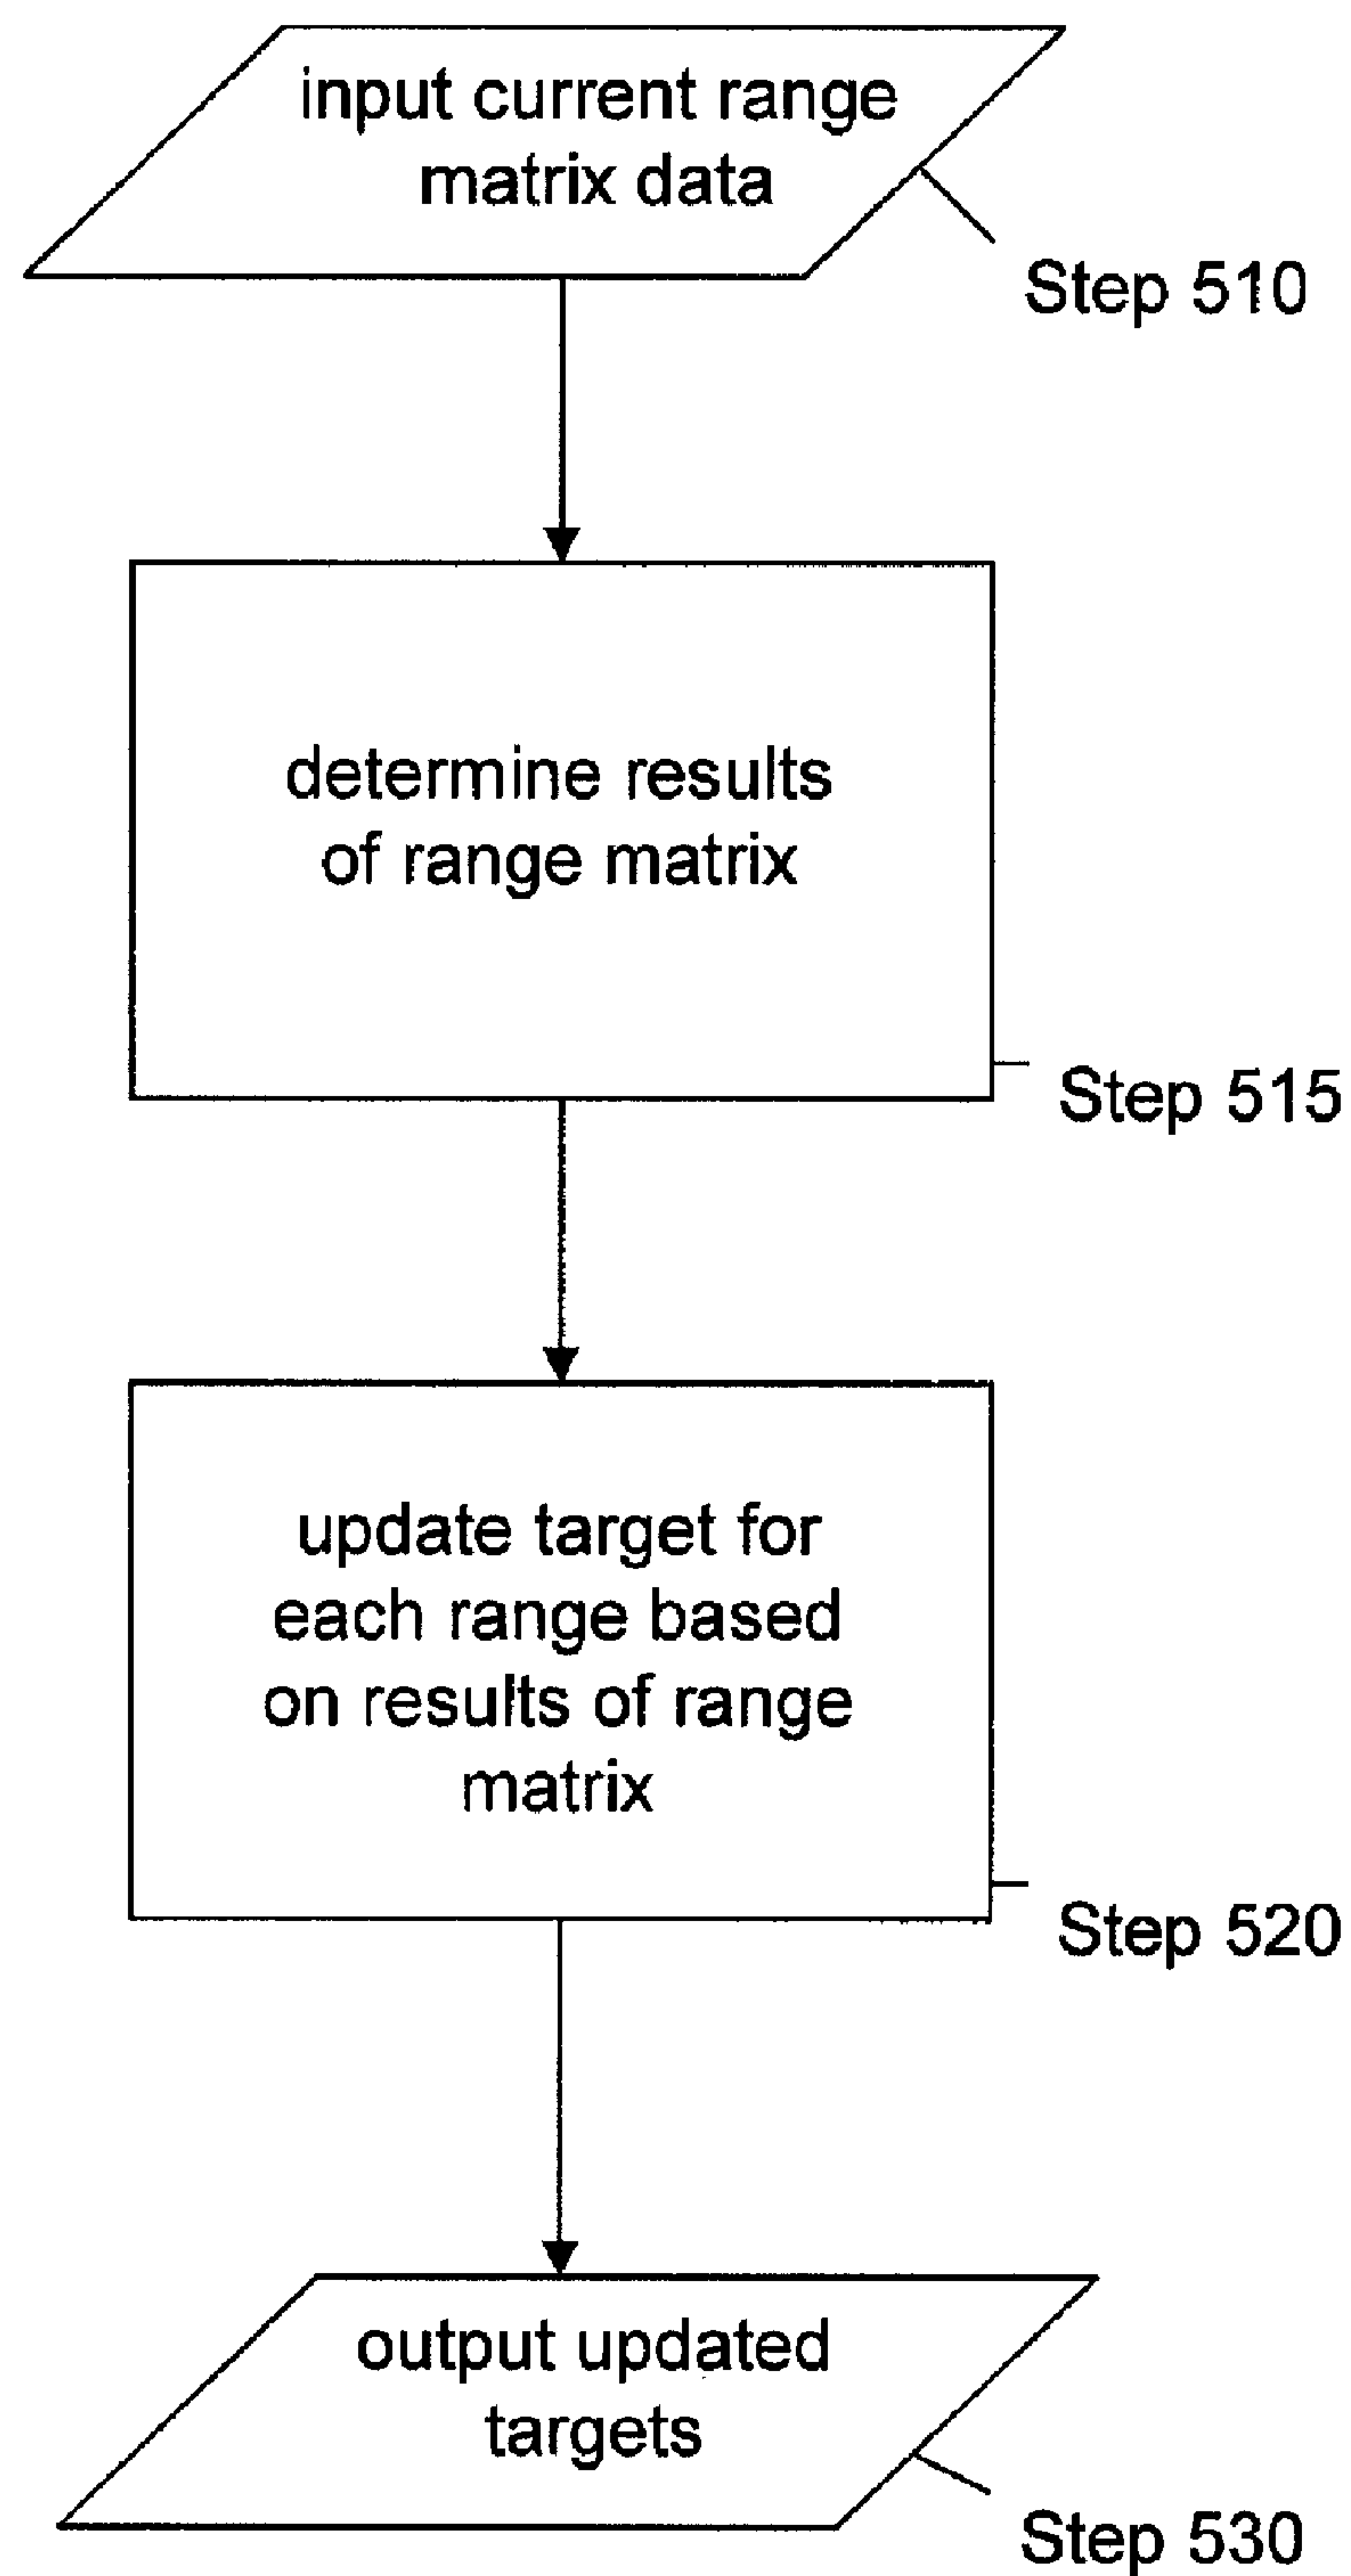 input current range
matrix data
Step 510
determine results
of range matrix
Step 515
update target for
each range based
on results of range
matrix
Step 520
output updated
targets
Step 530